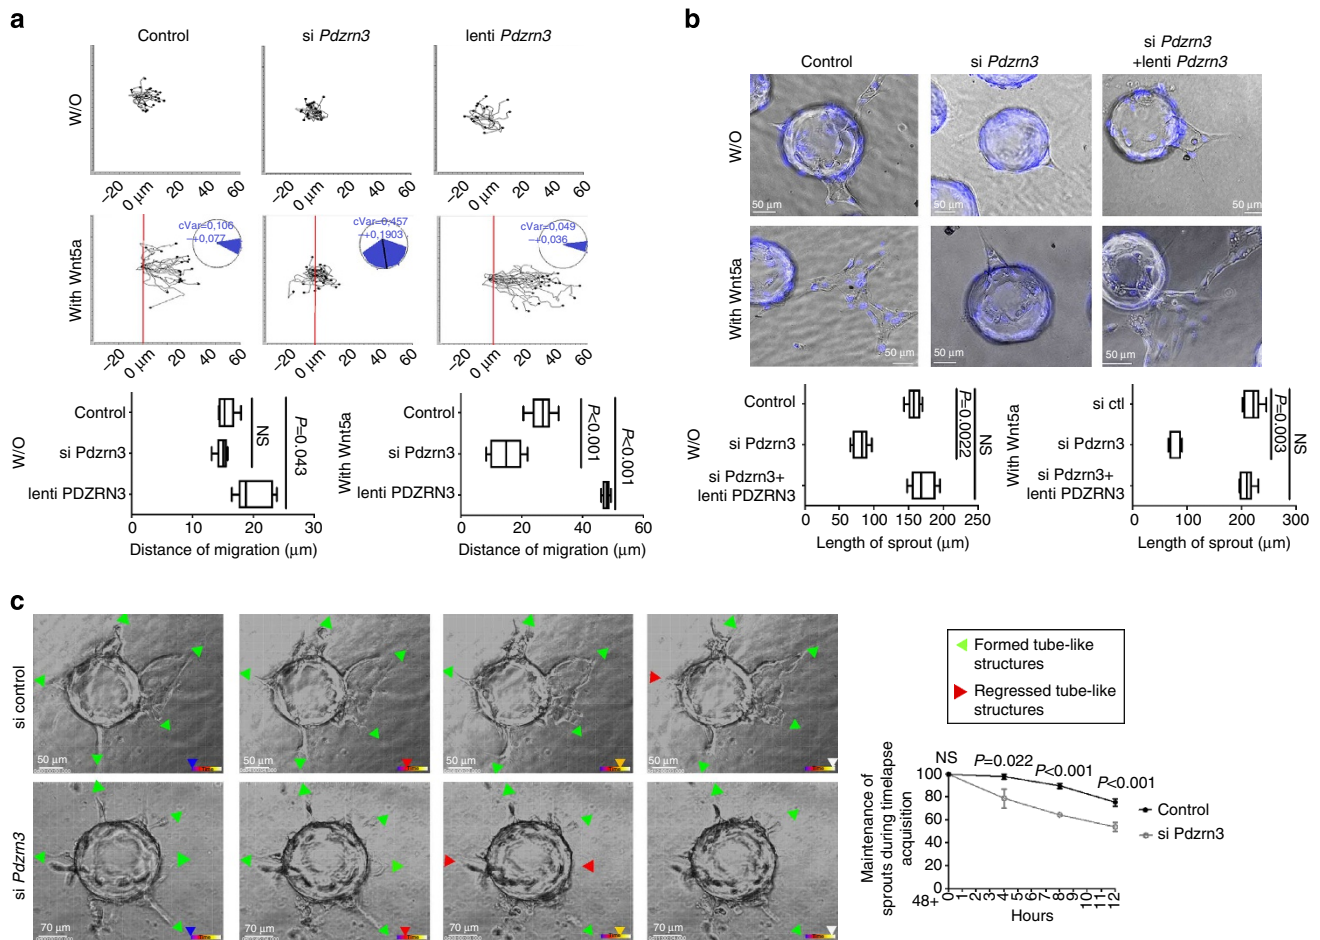 a
Control
si Pdzrn3
lenti Pdzrn3
W/O
−20 0 µm 20 40 60
−20 0 µm 20 40 60
−20 0 µm 20 40 60
With Wnt5a
cVar=0,106
−+0,077
cVar=0,457
−+0,1903
cVar=0,049
−+0,036
−20 0 µm 20 40 60
−20 0 µm 20 40 60
−20 0 µm 20 40 60
W/O
Control
si Pdzrn3
lenti PDZRN3
NS
P=0.043
0 10 20 30
Distance of migration (µm)
With Wnt5a
Control
si Pdzrn3
lenti PDZRN3
P<0.001
P<0.001
0 20 40 60
Distance of migration (µm)
b
Control
si Pdzrn3
si Pdzrn3
+lenti Pdzrn3
W/O
50 µm
50 µm
50 µm
With Wnt5a
50 µm
50 µm
50 µm
W/O
Control
si Pdzrn3
si Pdzrn3+
lenti PDZRN3
P=0.0022
NS
0 50 100 150 200 250
Length of sprout (µm)
With Wnt5a
si ctl
si Pdzrn3
si Pdzrn3+
lenti PDZRN3
P=0.003
NS
0 100 200 300
Length of sprout (µm)
c
si control
50 µm
50 µm
50 µm
50 µm
si Pdzrn3
70 µm
70 µm
70 µm
70 µm
Formed tube-like
structures
Regressed tube-like
structures
Maintenance of
sprouts during timelapse
acquisition
NS
P=0.022
P<0.001
P<0.001
100
80
60
40
20
0
48+
0 1 2 3 4 5 6 7 8 9 10 11 12
Hours
Control
si Pdzrn3